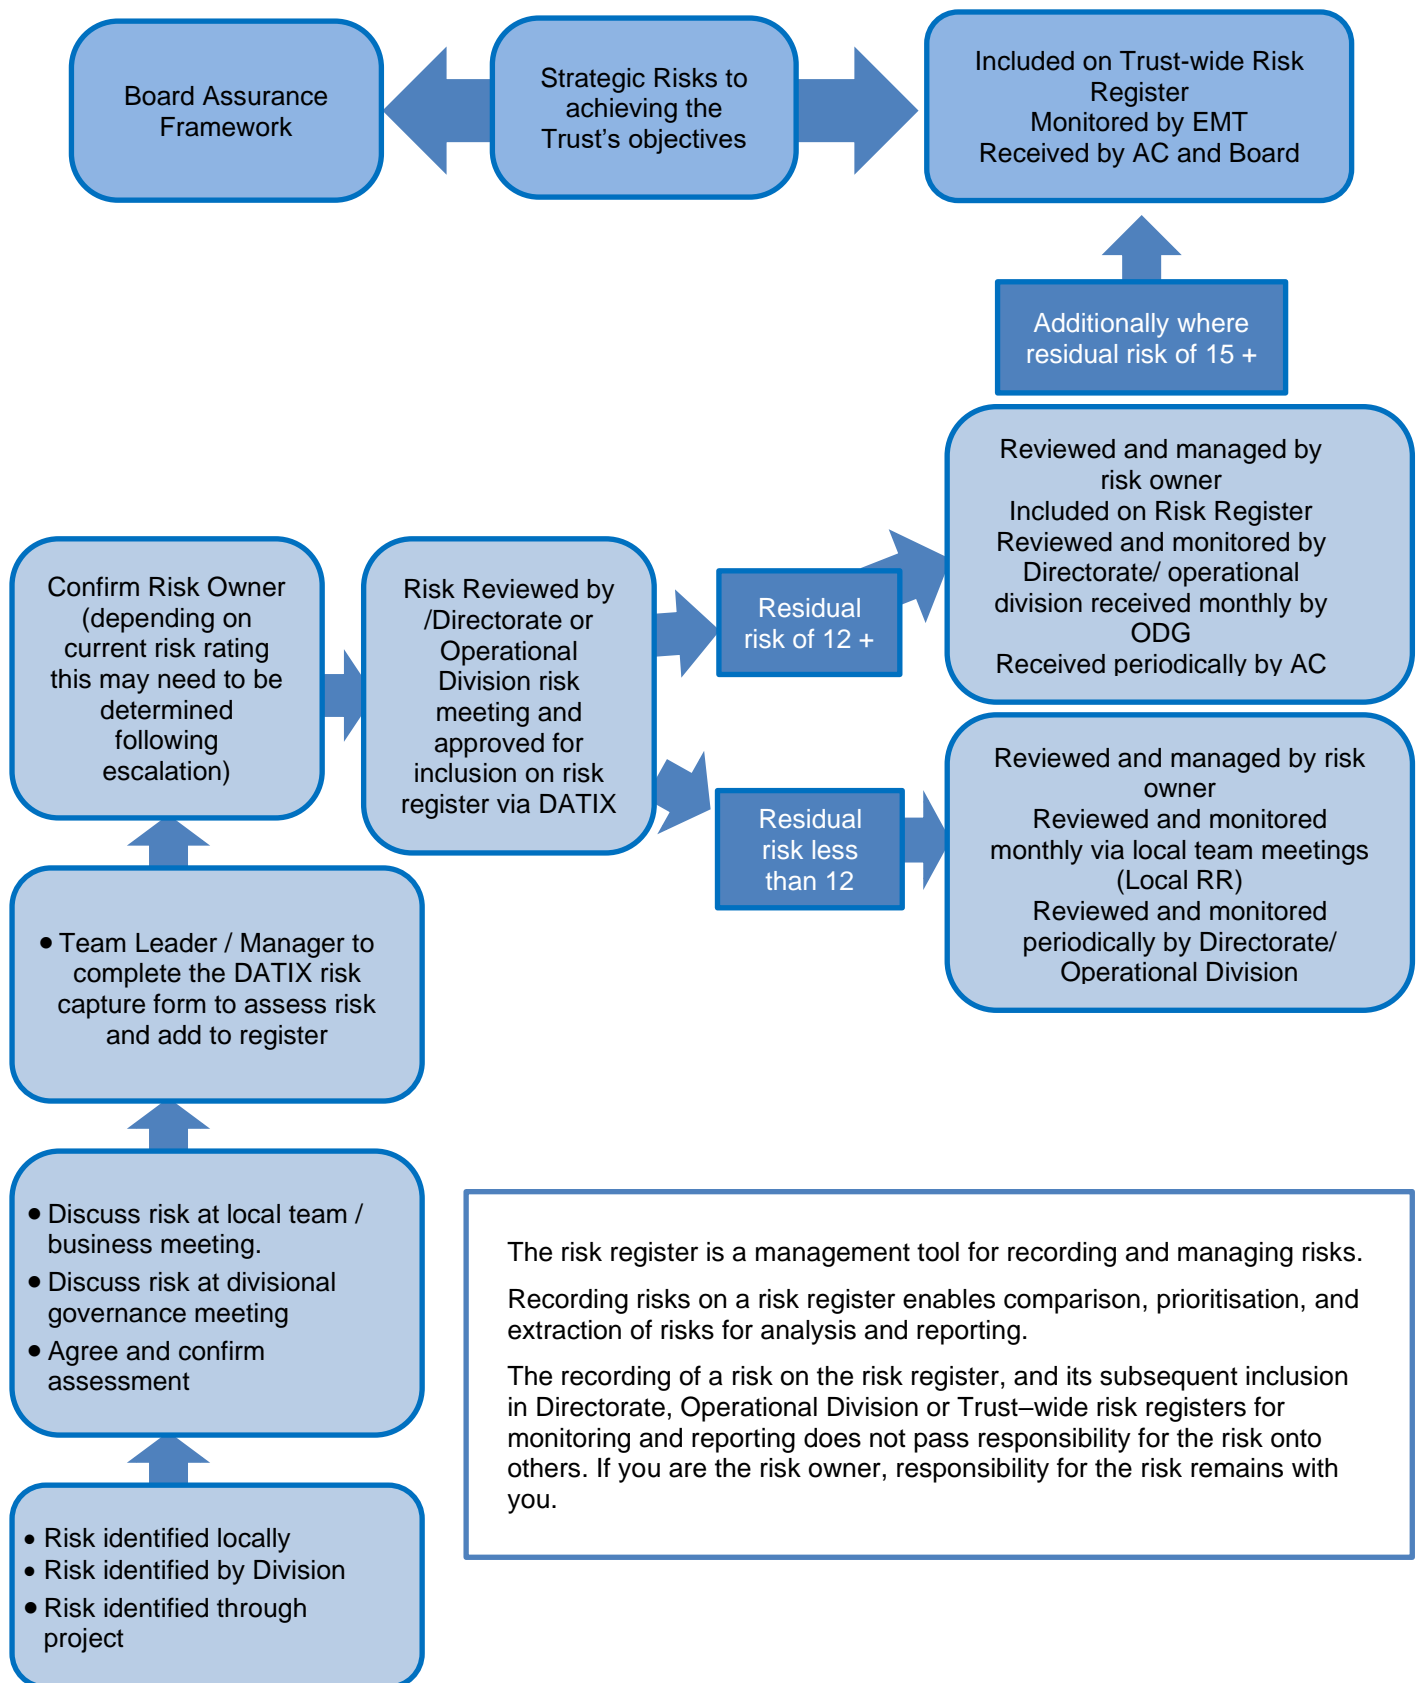 Board Assurance
Framework
Strategic Risks to
achieving the
Trust’s objectives
Included on Trust-wide Risk
Register
Monitored by EMT
Received by AC and Board
Additionally where
residual risk of 15 +
Reviewed and managed by
risk owner
Included on Risk Register
Reviewed and monitored by
Directorate/ operational
division received monthly by
ODG
Received periodically by AC
Confirm Risk Owner
(depending on
current risk rating
this may need to be
determined
following
escalation)
Risk Reviewed by
/Directorate or
Operational
Division risk
meeting and
approved for
inclusion on risk
register via DATIX
Residual
risk of 12 +
Residual
risk less
than 12
Reviewed and managed by risk
owner
Reviewed and monitored
monthly via local team meetings
(Local RR)
Reviewed and monitored
periodically by Directorate/
Operational Division
• Team Leader / Manager to
complete the DATIX risk
capture form to assess risk
and add to register
• Discuss risk at local team /
business meeting.
• Discuss risk at divisional
governance meeting
• Agree and confirm
assessment
• Risk identified locally
• Risk identified by Division
• Risk identified through
project
The risk register is a management tool for recording and managing risks.
Recording risks on a risk register enables comparison, prioritisation, and
extraction of risks for analysis and reporting.
The recording of a risk on the risk register, and its subsequent inclusion
in Directorate, Operational Division or Trust–wide risk registers for
monitoring and reporting does not pass responsibility for the risk onto
others. If you are the risk owner, responsibility for the risk remains with
you.